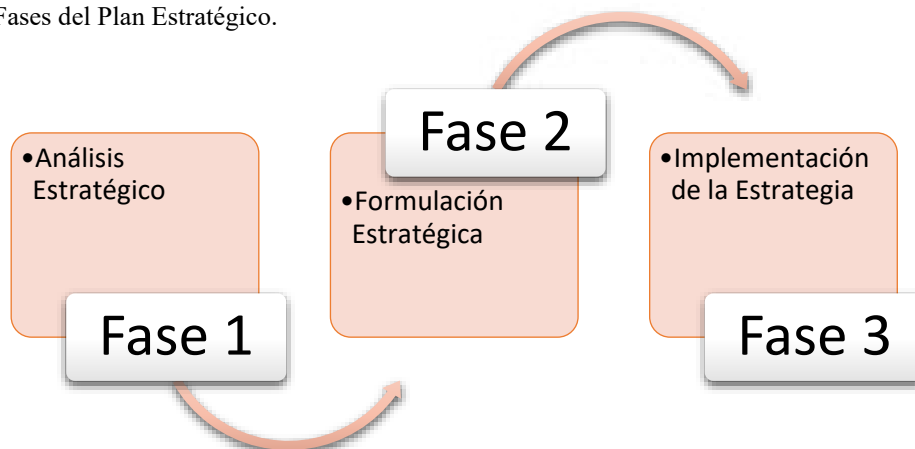 Fases del Plan Estratégico.
•Análisis
Estratégico
Fase 1
Fase 2
•Formulación
Estratégica
•Implementación
de la Estrategia
Fase 3